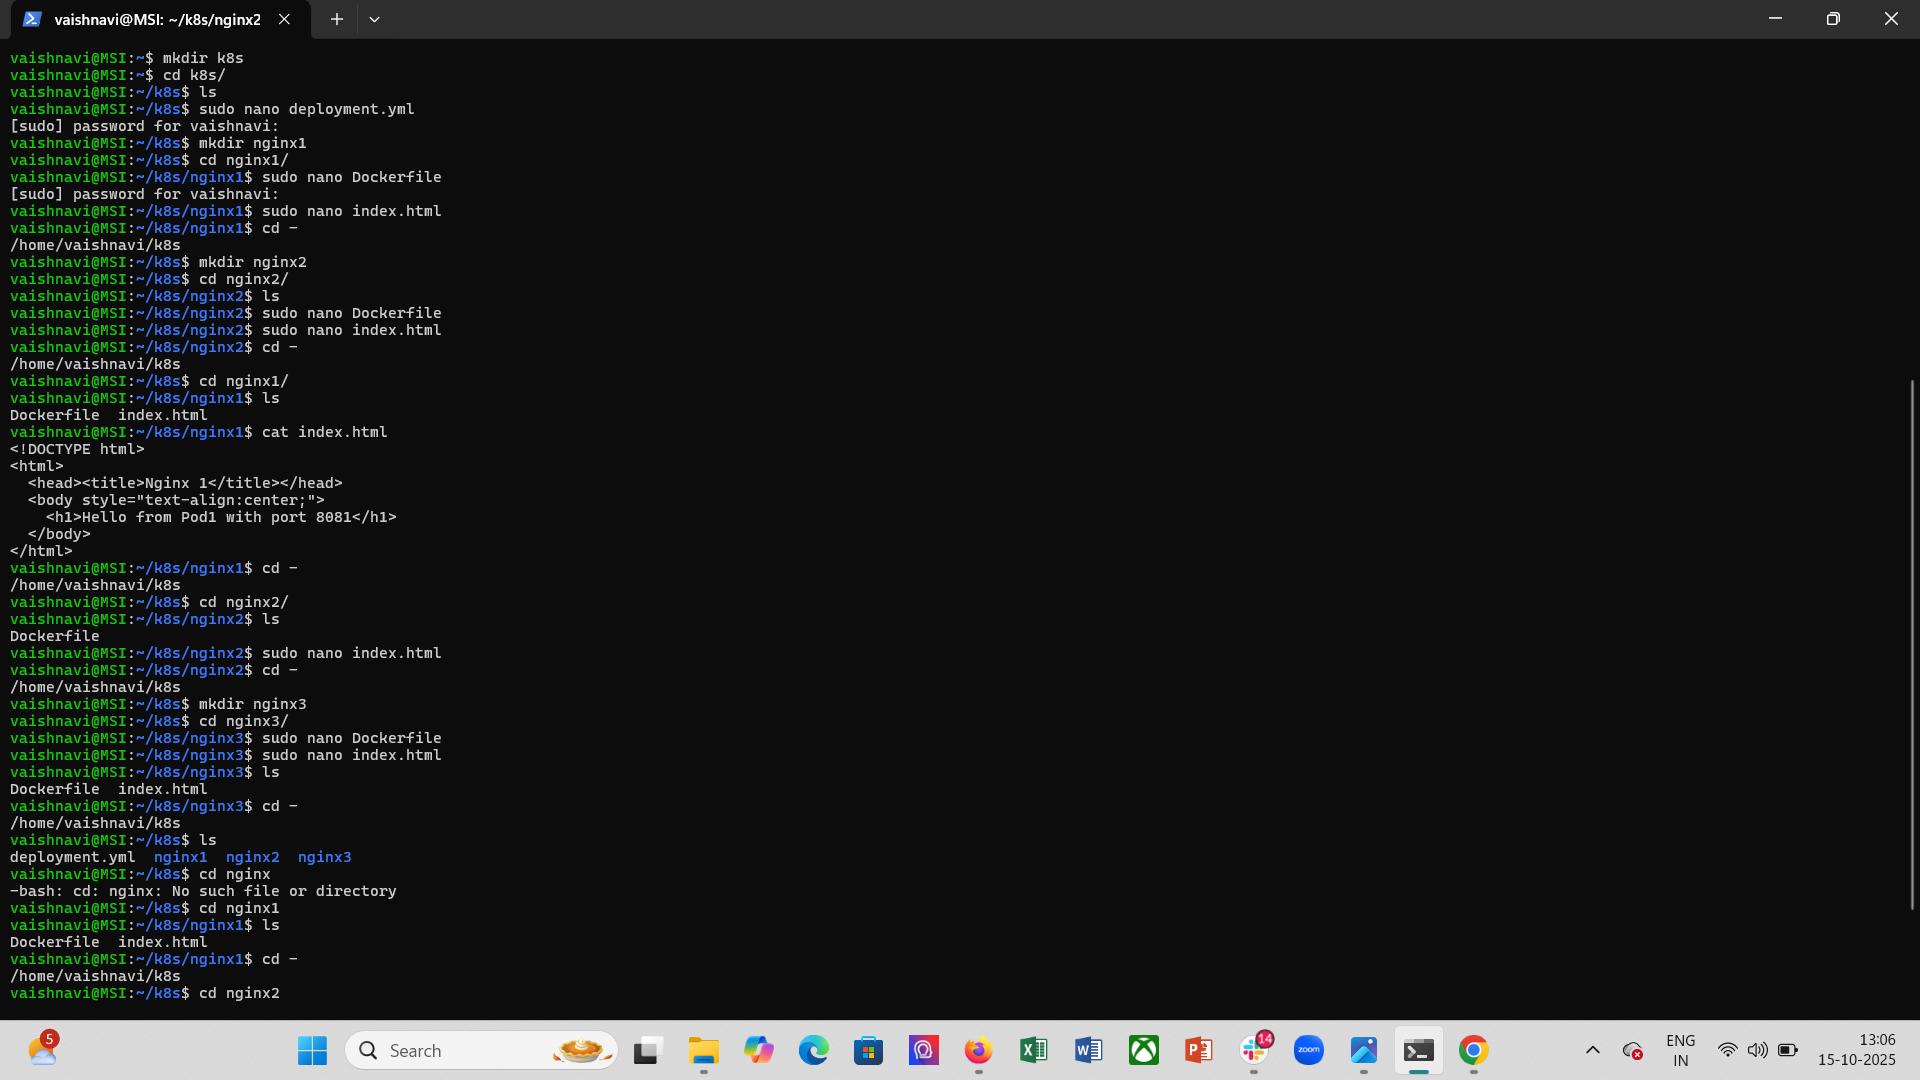 vaishnavi@MSI: ~/k8s/nginx2
vaishnavi@MSI:~$ mkdir k8s
vaishnavi@MSI:~$ cd k8s/
vaishnavi@MSI:~/k8s$ ls
vaishnavi@MSI:~/k8s$ sudo nano deployment.yml
[sudo] password for vaishnavi:
vaishnavi@MSI:~/k8s$ mkdir nginx1
vaishnavi@MSI:~/k8s$ cd nginx1/
vaishnavi@MSI:~/k8s/nginx1$ sudo nano Dockerfile
[sudo] password for vaishnavi:
vaishnavi@MSI:~/k8s/nginx1$ sudo nano index.html
vaishnavi@MSI:~/k8s/nginx1$ cd -
/home/vaishnavi/k8s
vaishnavi@MSI:~/k8s$ mkdir nginx2
vaishnavi@MSI:~/k8s$ cd nginx2/
vaishnavi@MSI:~/k8s/nginx2$ ls
vaishnavi@MSI:~/k8s/nginx2$ sudo nano Dockerfile
vaishnavi@MSI:~/k8s/nginx2$ sudo nano index.html
vaishnavi@MSI:~/k8s/nginx2$ cd -
/home/vaishnavi/k8s
vaishnavi@MSI:~/k8s$ cd nginx1/
vaishnavi@MSI:~/k8s/nginx1$ ls
Dockerfile  index.html
vaishnavi@MSI:~/k8s/nginx1$ cat index.html
<!DOCTYPE html>
<html>
  <head><title>Nginx 1</title></head>
  <body style="text-align:center;">
    <h1>Hello from Pod1 with port 8081</h1>
  </body>
</html>
vaishnavi@MSI:~/k8s/nginx1$ cd -
/home/vaishnavi/k8s
vaishnavi@MSI:~/k8s$ cd nginx2/
vaishnavi@MSI:~/k8s/nginx2$ ls
Dockerfile
vaishnavi@MSI:~/k8s/nginx2$ sudo nano index.html
vaishnavi@MSI:~/k8s/nginx2$ cd -
/home/vaishnavi/k8s
vaishnavi@MSI:~/k8s$ mkdir nginx3
vaishnavi@MSI:~/k8s$ cd nginx3/
vaishnavi@MSI:~/k8s/nginx3$ sudo nano Dockerfile
vaishnavi@MSI:~/k8s/nginx3$ sudo nano index.html
vaishnavi@MSI:~/k8s/nginx3$ ls
Dockerfile  index.html
vaishnavi@MSI:~/k8s/nginx3$ cd -
/home/vaishnavi/k8s
vaishnavi@MSI:~/k8s$ ls
deployment.yml  nginx1  nginx2  nginx3
vaishnavi@MSI:~/k8s$ cd nginx
-bash: cd: nginx: No such file or directory
vaishnavi@MSI:~/k8s$ cd nginx1
vaishnavi@MSI:~/k8s/nginx1$ ls
Dockerfile  index.html
vaishnavi@MSI:~/k8s/nginx1$ cd -
/home/vaishnavi/k8s
vaishnavi@MSI:~/k8s$ cd nginx2
5
Search
X
W
P
14
zoom
ENG
IN
13:06
15-10-2025